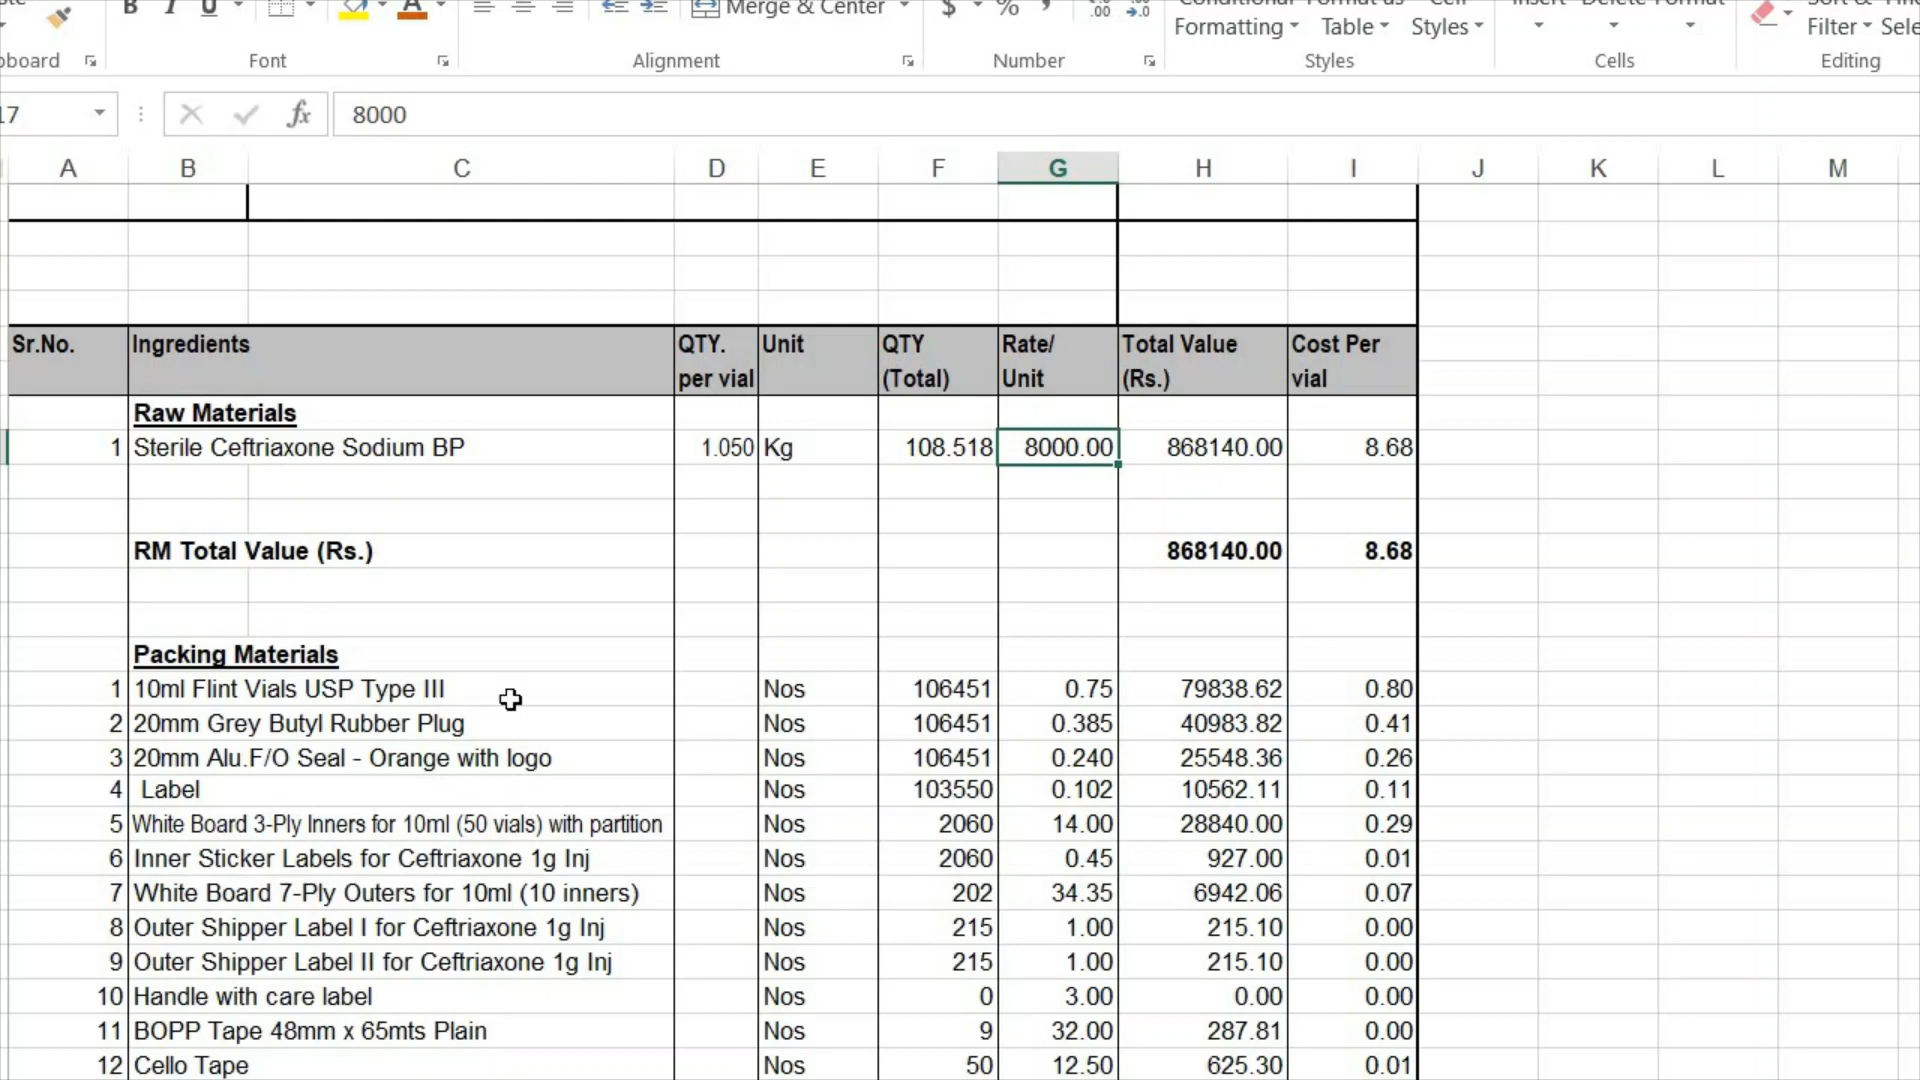 B I U Merge & Center $ % , .00 .00 →.0 Formatting Table Styles Filter
Font Alignment Number Styles Cells Editing
17 fx 8000
A B C D E F G H I J K L M
Sr.No. Ingredients QTY. per vial Unit QTY (Total) Rate/ Unit Total Value (Rs.) Cost Per vial
Raw Materials
1 Sterile Ceftriaxone Sodium BP 1.050 Kg 108.518 8000.00 868140.00 8.68
RM Total Value (Rs.) 868140.00 8.68
Packing Materials
1 10ml Flint Vials USP Type III Nos 106451 0.75 79838.62 0.80
2 20mm Grey Butyl Rubber Plug Nos 106451 0.385 40983.82 0.41
3 20mm Alu.F/O Seal - Orange with logo Nos 106451 0.240 25548.36 0.26
4 Label Nos 103550 0.102 10562.11 0.11
5 White Board 3-Ply Inners for 10ml (50 vials) with partition Nos 2060 14.00 28840.00 0.29
6 Inner Sticker Labels for Ceftriaxone 1g Inj Nos 2060 0.45 927.00 0.01
7 White Board 7-Ply Outers for 10ml (10 inners) Nos 202 34.35 6942.06 0.07
8 Outer Shipper Label I for Ceftriaxone 1g Inj Nos 215 1.00 215.10 0.00
9 Outer Shipper Label II for Ceftriaxone 1g Inj Nos 215 1.00 215.10 0.00
10 Handle with care label Nos 0 3.00 0.00 0.00
11 BOPP Tape 48mm x 65mts Plain Nos 9 32.00 287.81 0.00
12 Cello Tape Nos 50 12.50 625.30 0.01